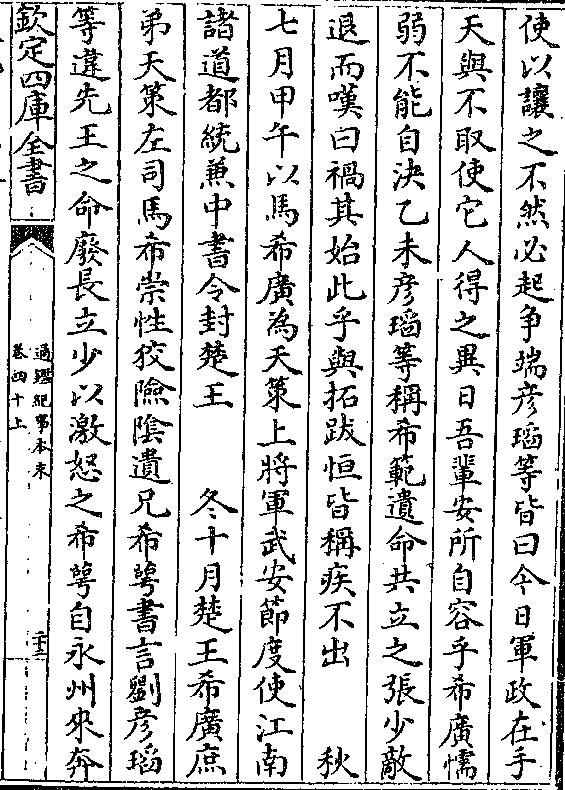 使以讓之不然必起爭端彦瑫等皆曰今日軍政在手
天與不取使它人得之異日吾輩安所自容乎希廣懦
弱不能自決乙未彦瑫等稱希範遺命共立之張少敵
退而嘆曰禍其始此乎與拓跋恒皆稱疾不出　　秋
七月甲午以馬希廣為天策上將軍武安節度使江南
諸道都統兼中書令封楚王　　冬十月楚王希廣庶
弟天策左司馬希崇性狡險陰遺兄希萼書言劉彦瑫
等違先王之命廢長立少以激怒之希萼自永州來奔
欽定四庫全書
通鑑紀事本末
卷四十上
二十三